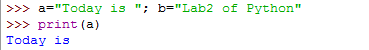 >>> a="Today is "; b="Lab2 of Python"
>>> print(a)
Today is